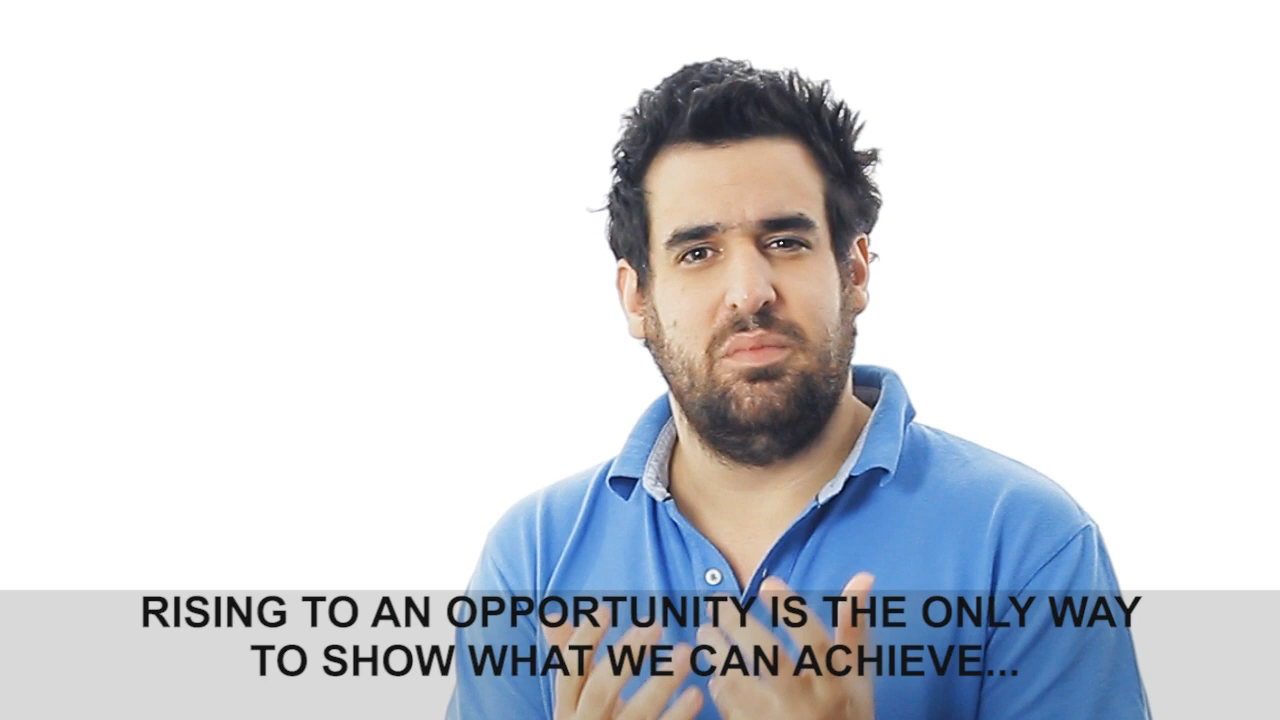 RISING TO AN OPPORTUNITY IS THE ONLY WAY
TO SHOW WHAT WE CAN ACHIEVE...